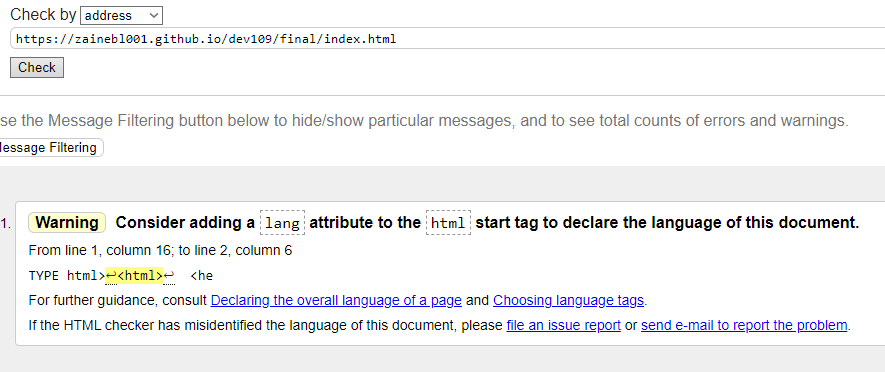 Check by address
https://zainebl001.github.io/dev109/final/index.html
Check
se the Message Filtering button below to hide/show particular messages, and to see total counts of errors and warnings.
essage Filtering
1. Warning Consider adding a lang attribute to the html start tag to declare the language of this document.
From line 1, column 16; to line 2, column 6
TYPE html>↩<html>↩ <he
For further guidance, consult Declaring the overall language of a page and Choosing language tags.
If the HTML checker has misidentified the language of this document, please file an issue report or send e-mail to report the problem.